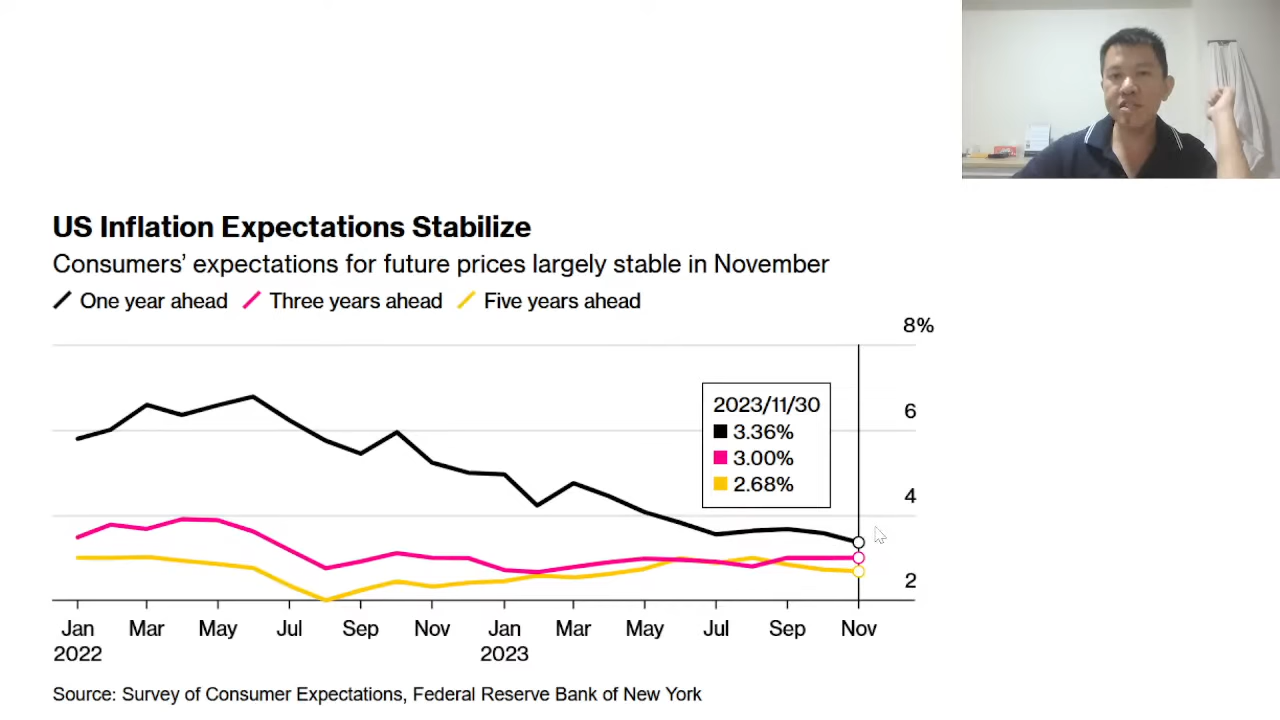 US Inflation Expectations Stabilize
Consumers’ expectations for future prices largely stable in November
One year ahead Three years ahead Five years ahead
8%
6
4
2
2023/11/30
3.36%
3.00%
2.68%
Jan Mar May Jul Sep Nov Jan Mar May Jul Sep Nov
2022 2023
Source: Survey of Consumer Expectations, Federal Reserve Bank of New York